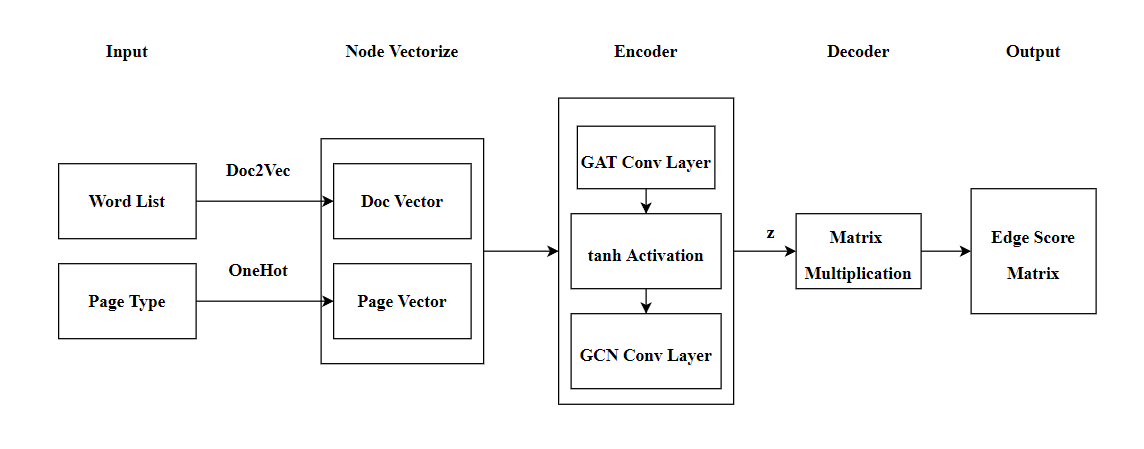 Input
Node Vectorize
Encoder
Decoder
Output
Word List
Doc2Vec
Doc Vector
Page Type
OneHot
Page Vector
GAT Conv Layer
tanh Activation
GCN Conv Layer
z
Matrix
Multiplication
Edge Score
Matrix